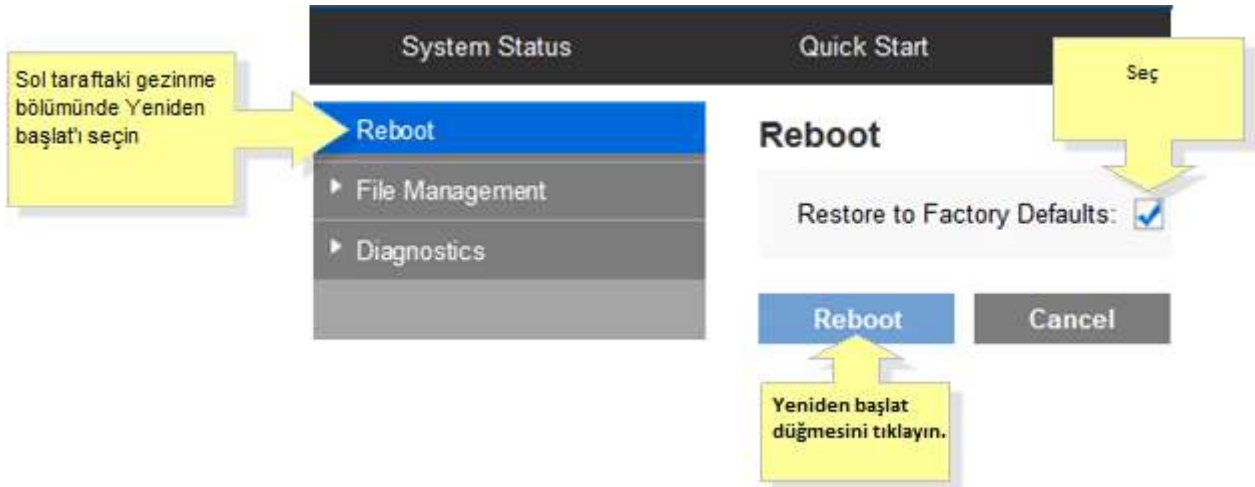 System Status
Quick Start
Sol taraftaki gezinme
bölümünde Yeniden
başlat'ı seçin
Seç
Reboot
File Management
Diagnostics
Reboot
Restore to Factory Defaults:
Reboot
Cancel
Yeniden başlat
düğmesini tıklayın.